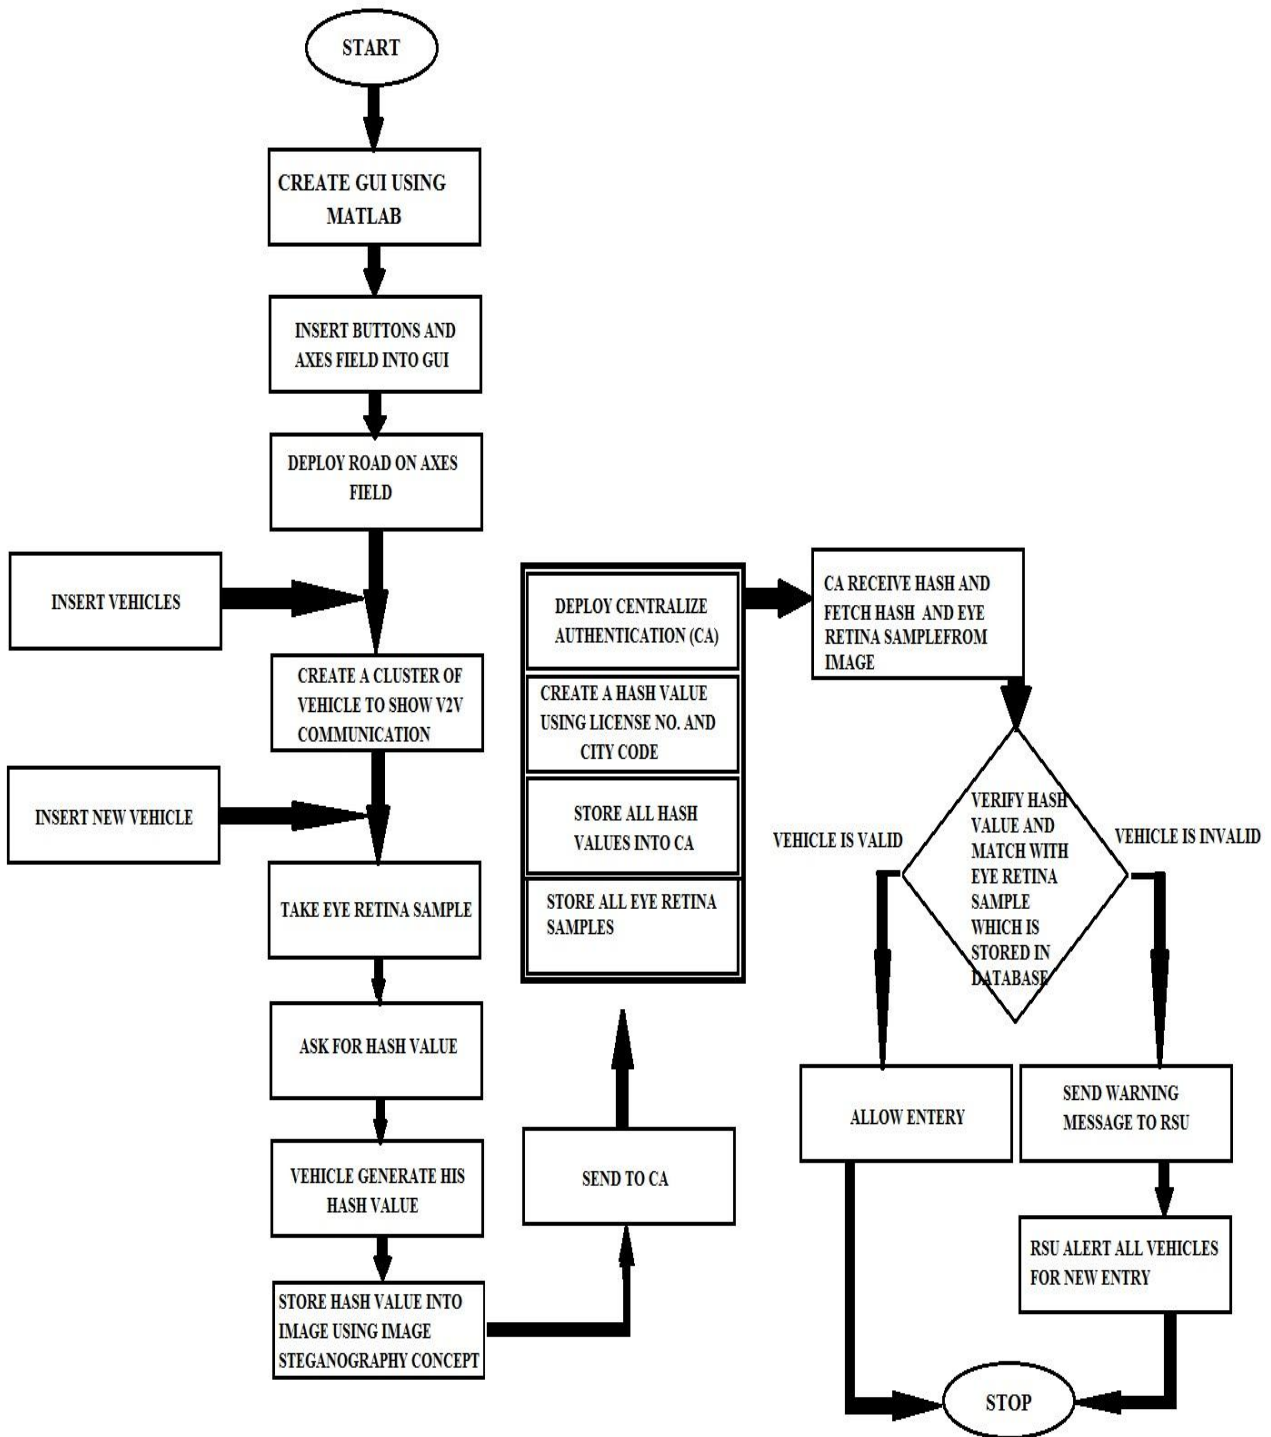 START
CREATE GUI USING
MATLAB
INSERT BUTTONS AND
AXES FIELD INTO GUI
DEPLOY ROAD ON AXES
FIELD
INSERT VEHICLES
CREATE A CLUSTER OF
VEHICLE TO SHOW V2V
COMMUNICATION
INSERT NEW VEHICLE
TAKE EYE RETINA SAMPLE
ASK FOR HASH VALUE
VEHICLE GENERATE HIS
HASH VALUE
STORE HASH VALUE INTO
IMAGE USING IMAGE
STEGANOGRAPHY CONCEPT
SEND TO CA
DEPLOY CENTRALIZE
AUTHENTICATION (CA)
CREATE A HASH VALUE
USING LICENSE NO. AND
CITY CODE
STORE ALL HASH
VALUES INTO CA
STORE ALL EYE RETINA
SAMPLES
CA RECEIVE HASH AND
FETCH HASH AND EYE
RETINA SAMPLEFROM
IMAGE
VERIFY HASH
VALUE AND
MATCH WITH
EYE RETINA
SAMPLE
WHICH IS
STORED IN
DATABASE
VEHICLE IS VALID
VEHICLE IS INVALID
ALLOW ENTERY
SEND WARNING
MESSAGE TO RSU
RSU ALERT ALL VEHICLES
FOR NEW ENTRY
STOP